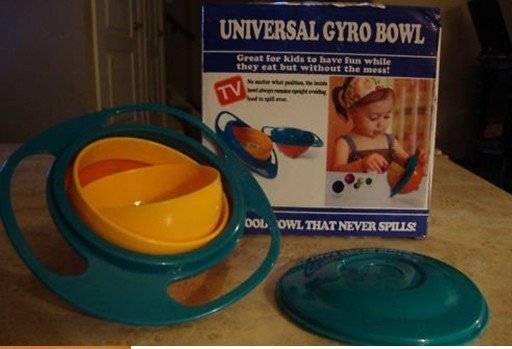 UNIVERSAL GYRO BOWL
Great for kids to have fun while
they eat but without the mess!
TV
No matter what position, the inside
bowl always remains upright avoiding
food to spill over.
OOL BOWL THAT NEVER SPILLS!